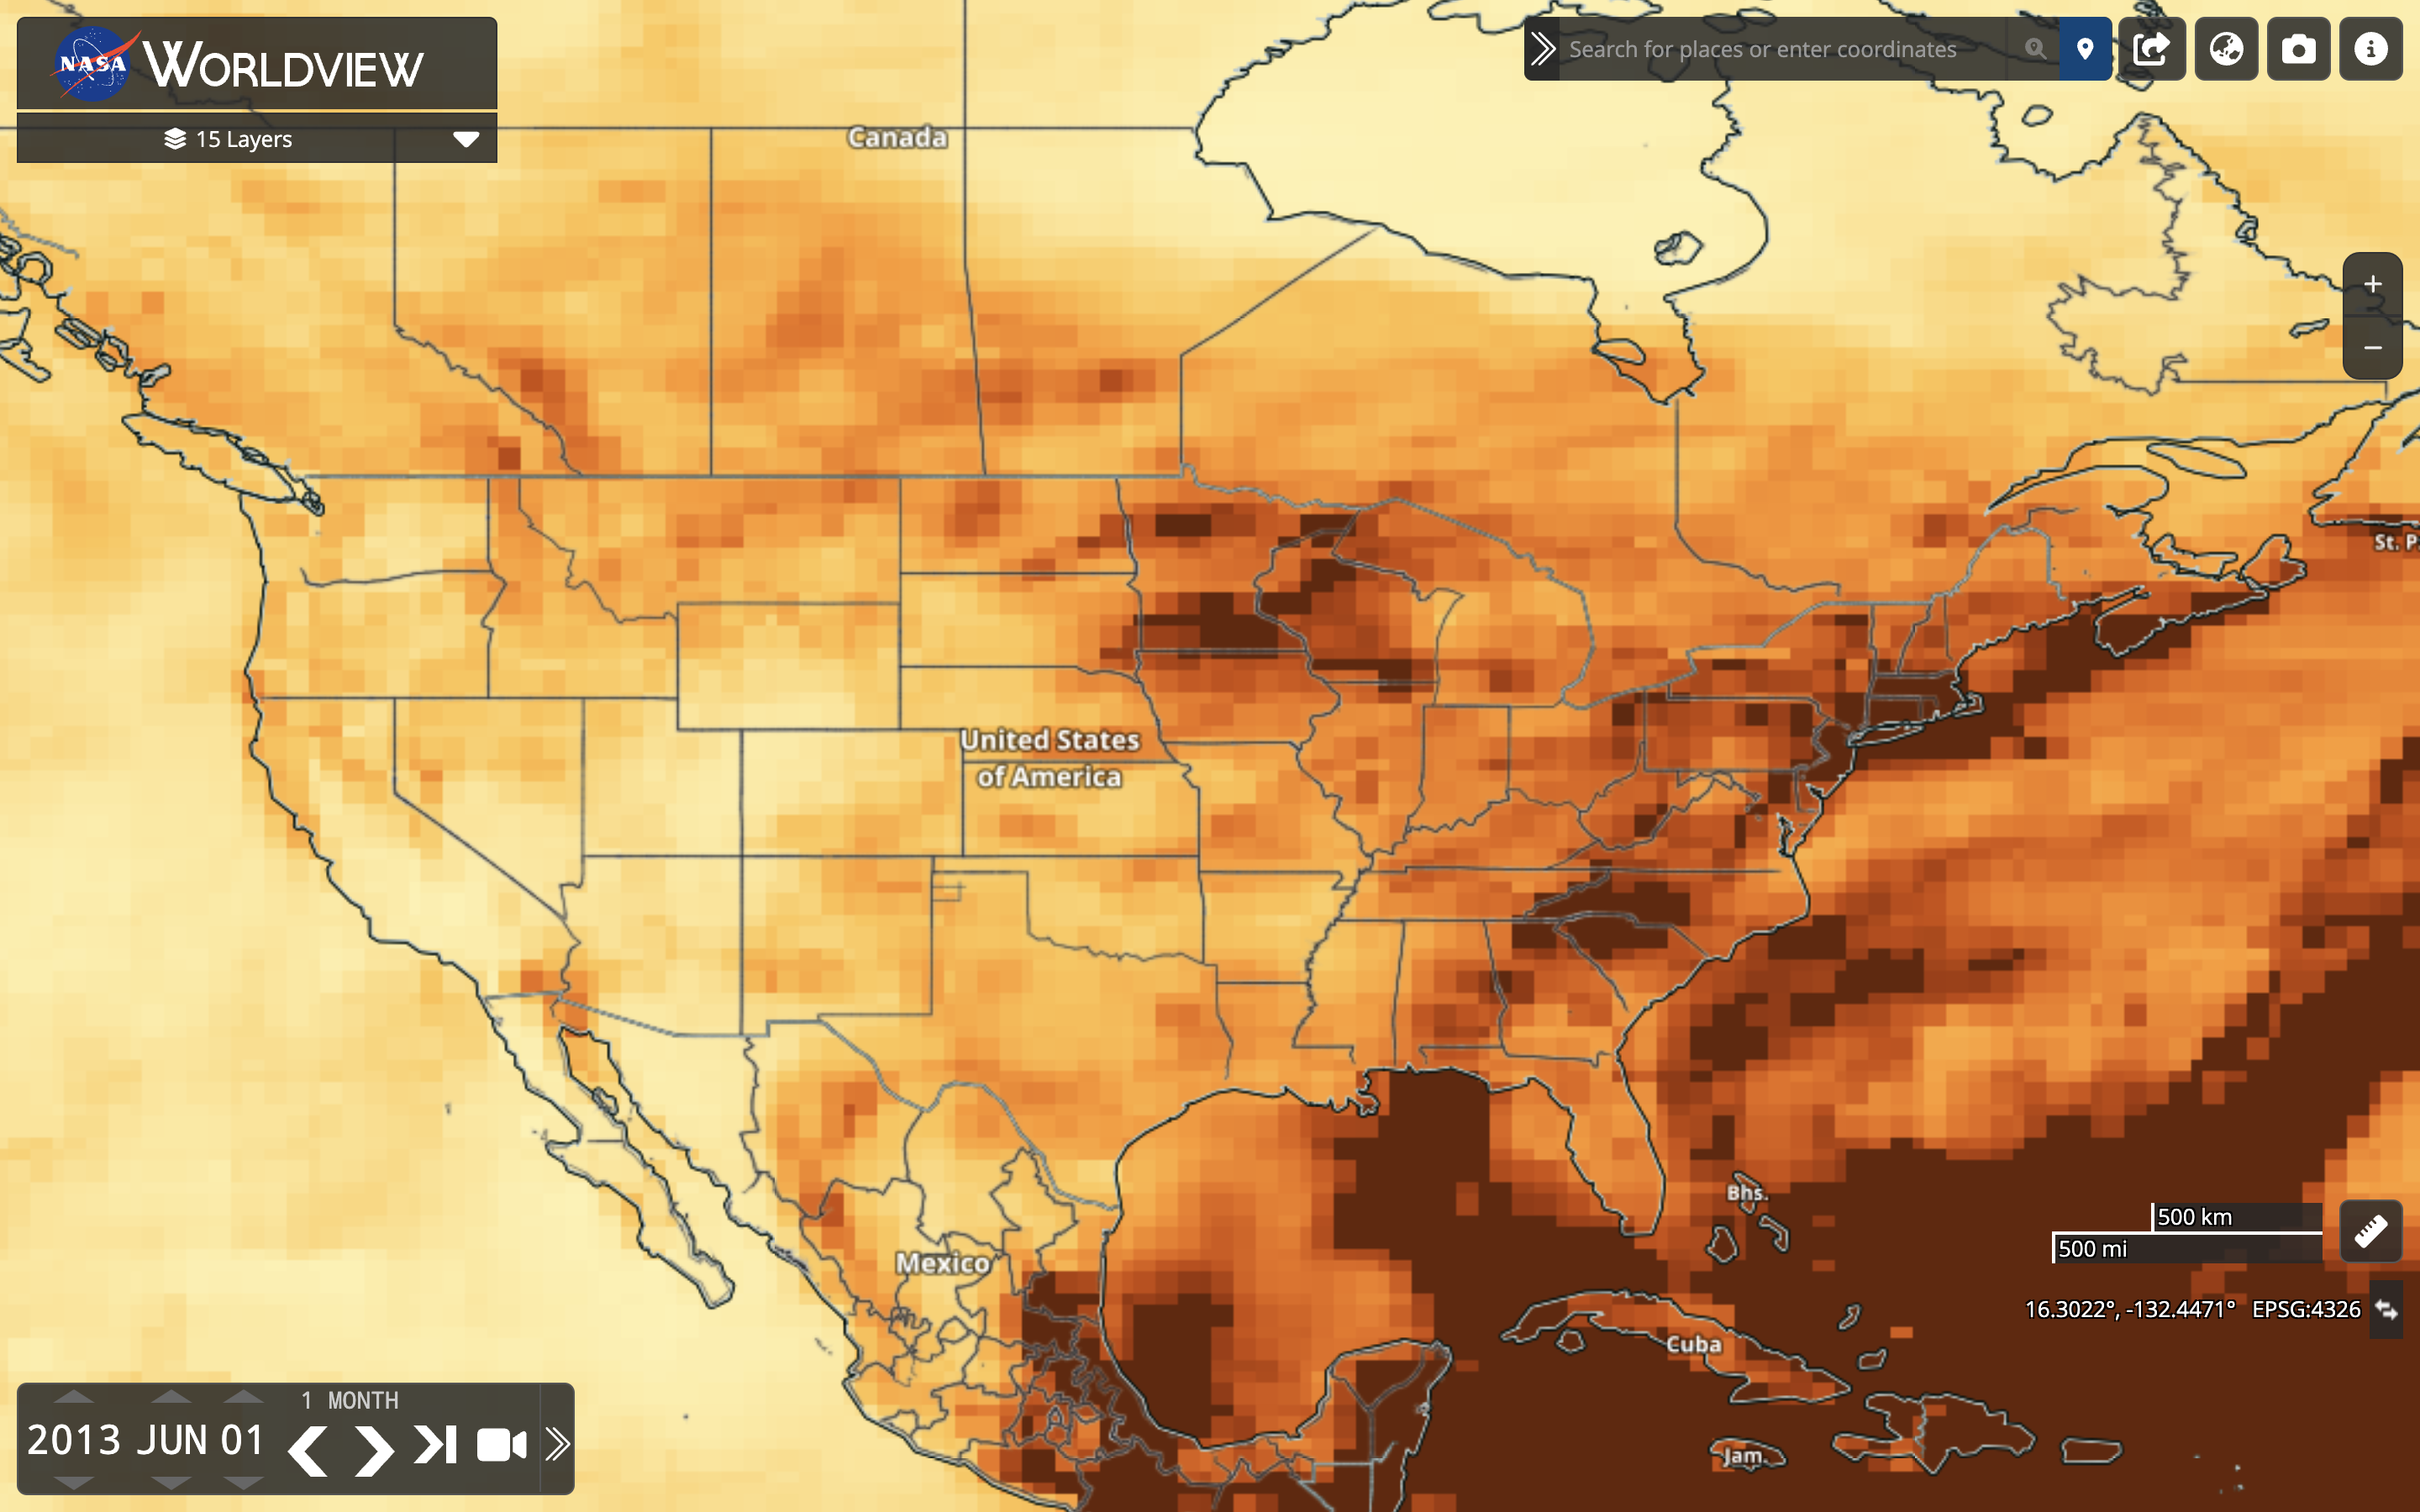 NASA WORLDVIEW
15 Layers
Search for places or enter coordinates
Canada
St. P
United States
of America
Bhs.
500 km
500 mi
Mexico
16.3022°, -132.4471° EPSG:4326
Cuba
Jam.
1 MONTH
2013 JUN 01